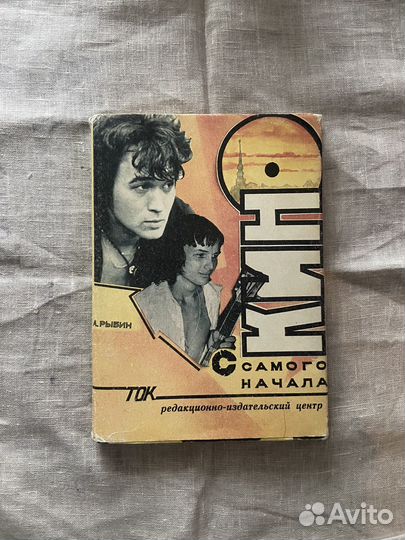 КИНО
А. РЫБИН
С САМОГО
НАЧАЛА
ТОК
редакционно-издательский центр
Avito